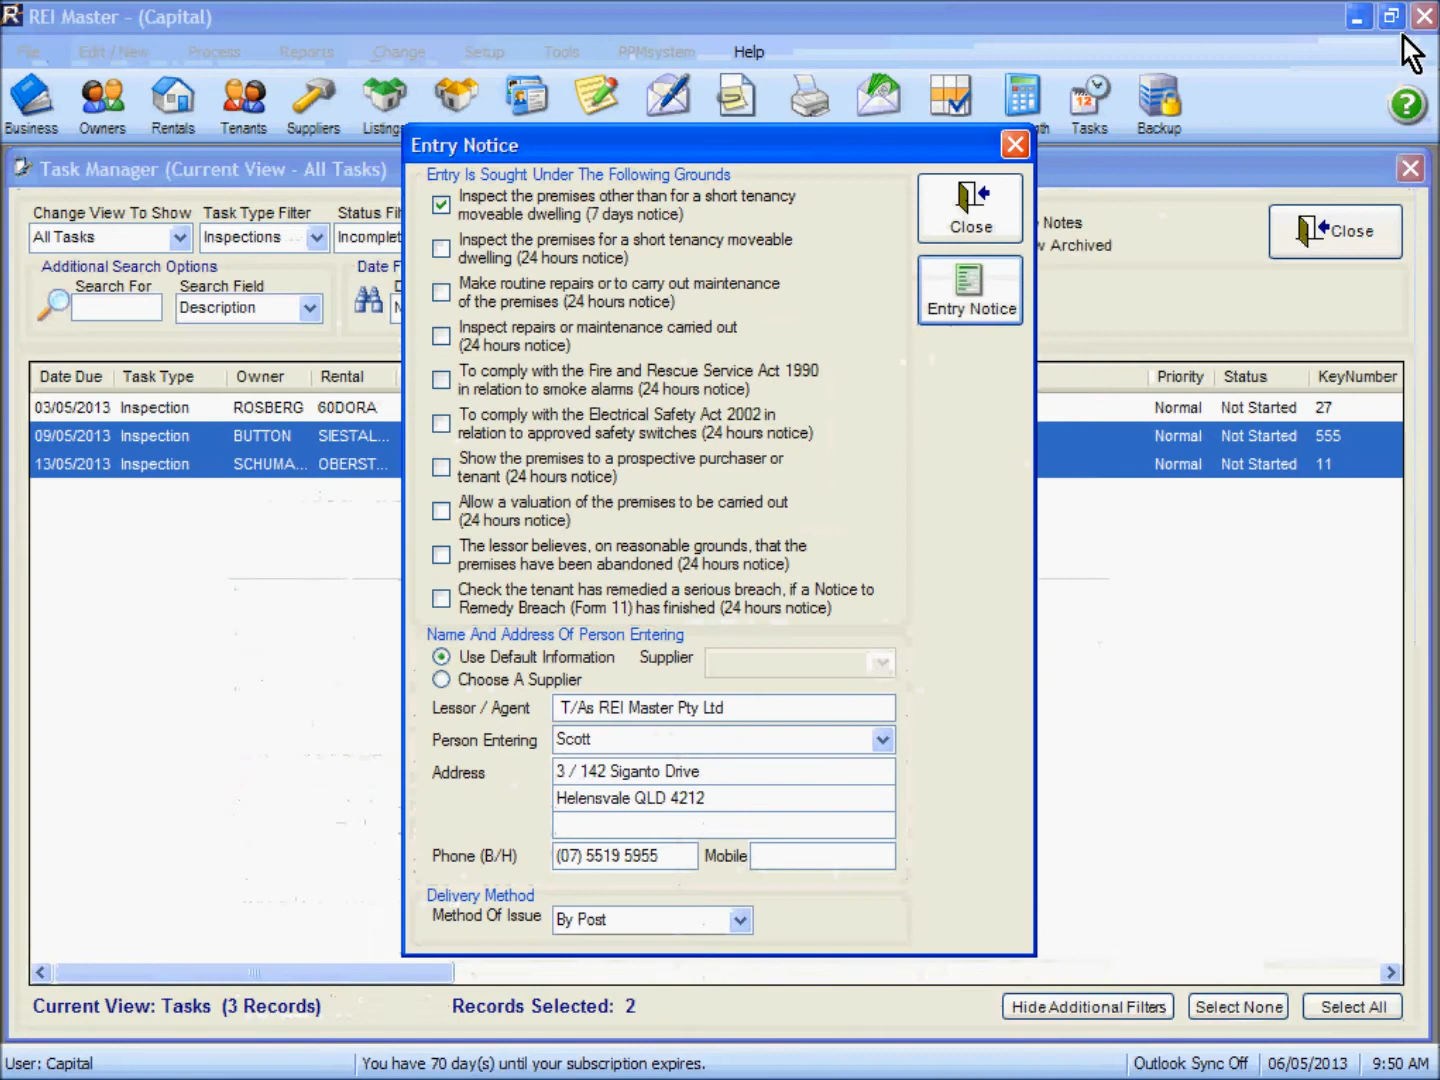 REI Master - (Capital)
File Edit / New Process Reports Change Setup Tools RPMsystem Help
Business Owners Rentals Tenants Suppliers Tasks Backup
12
?
Task Manager (Current View - All Tasks)
Change View To Show Task Type Filter
All Tasks Inspections
Additional Search Options
Search For Search Field
Description
Notes
Archived
Close
Entry Notice
Entry Is Sought Under The Following Grounds
Inspect the premises other than for a short tenancy
moveable dwelling (7 days notice)
Inspect the premises for a short tenancy moveable
dwelling (24 hours notice)
Make routine repairs or to carry out maintenance
of the premises (24 hours notice)
Inspect repairs or maintenance carried out
(24 hours notice)
To comply with the Fire and Rescue Service Act 1990
in relation to smoke alarms (24 hours notice)
To comply with the Electrical Safety Act 2002 in
relation to approved safety switches (24 hours notice)
Show the premises to a prospective purchaser or
tenant (24 hours notice)
Allow a valuation of the premises to be carried out
(24 hours notice)
The lessor believes, on reasonable grounds, that the
premises have been abandoned (24 hours notice)
Check the tenant has remedied a serious breach, if a Notice to
Remedy Breach (Form 11) has finished (24 hours notice)
Name And Address Of Person Entering
Use Default Information Supplier
Choose A Supplier
Lessor / Agent T/As REI Master Pty Ltd
Person Entering Scott
Address 3 / 142 Siganto Drive
Helensvale QLD 4212
Phone (B/H) (07) 5519 5955 Mobile
Delivery Method
Method Of Issue By Post
Close
Entry Notice
Date Due Task Type Owner Rental Priority Status KeyNumber
03/05/2013 Inspection ROSBERG 60DORA Normal Not Started 27
09/05/2013 Inspection BUTTON SIESTAL... Normal Not Started 555
13/05/2013 Inspection SCHUMA... OBERST... Normal Not Started 11
Current View: Tasks (3 Records) Records Selected: 2 Hide Additional Filters Select None Select All
User: Capital You have 70 day(s) until your subscription expires. Outlook Sync Off 06/05/2013 9:50 AM